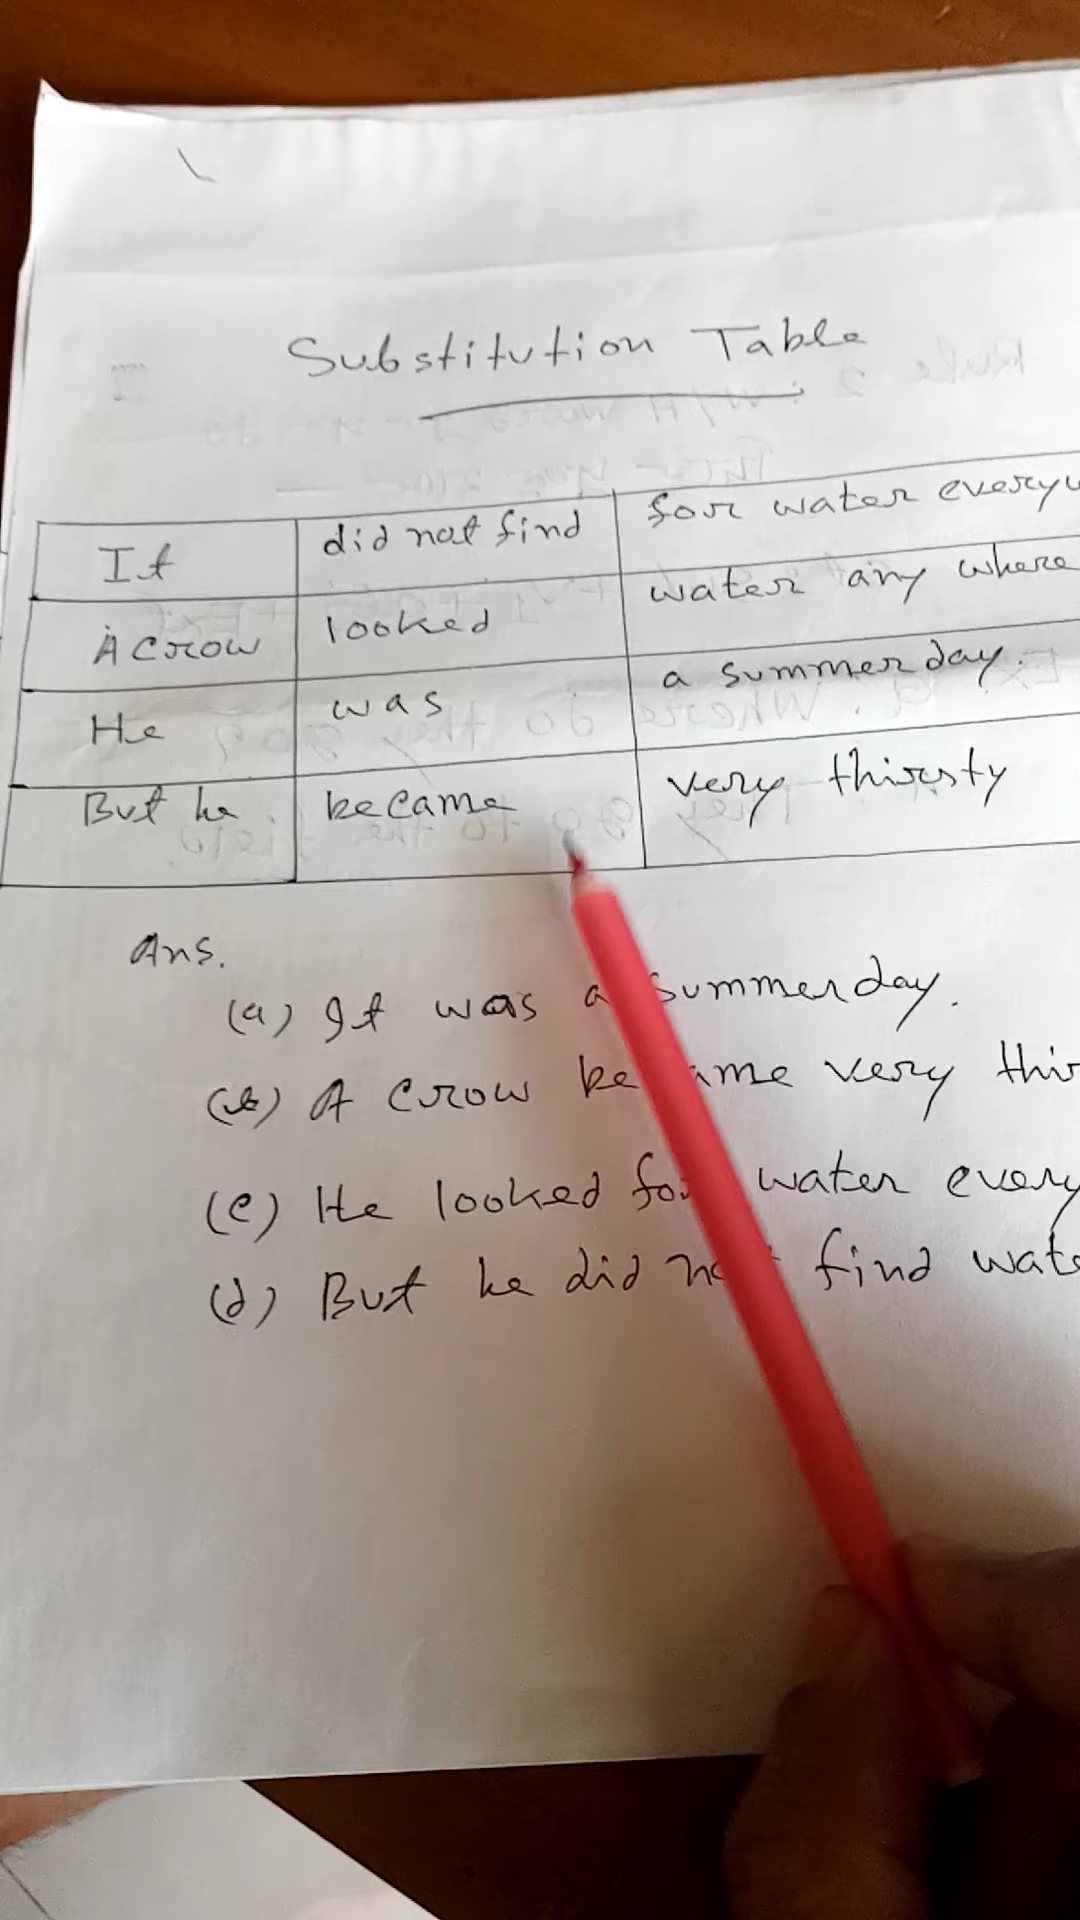 Substitution Table
It did not find for water everyw
A crow looked water any where
He was a summer day.
But he became very thirsty
Ans.
(a) It was a summer day.
(b) A crow became very thir
(c) He looked for water every
(d) But he did not find wate